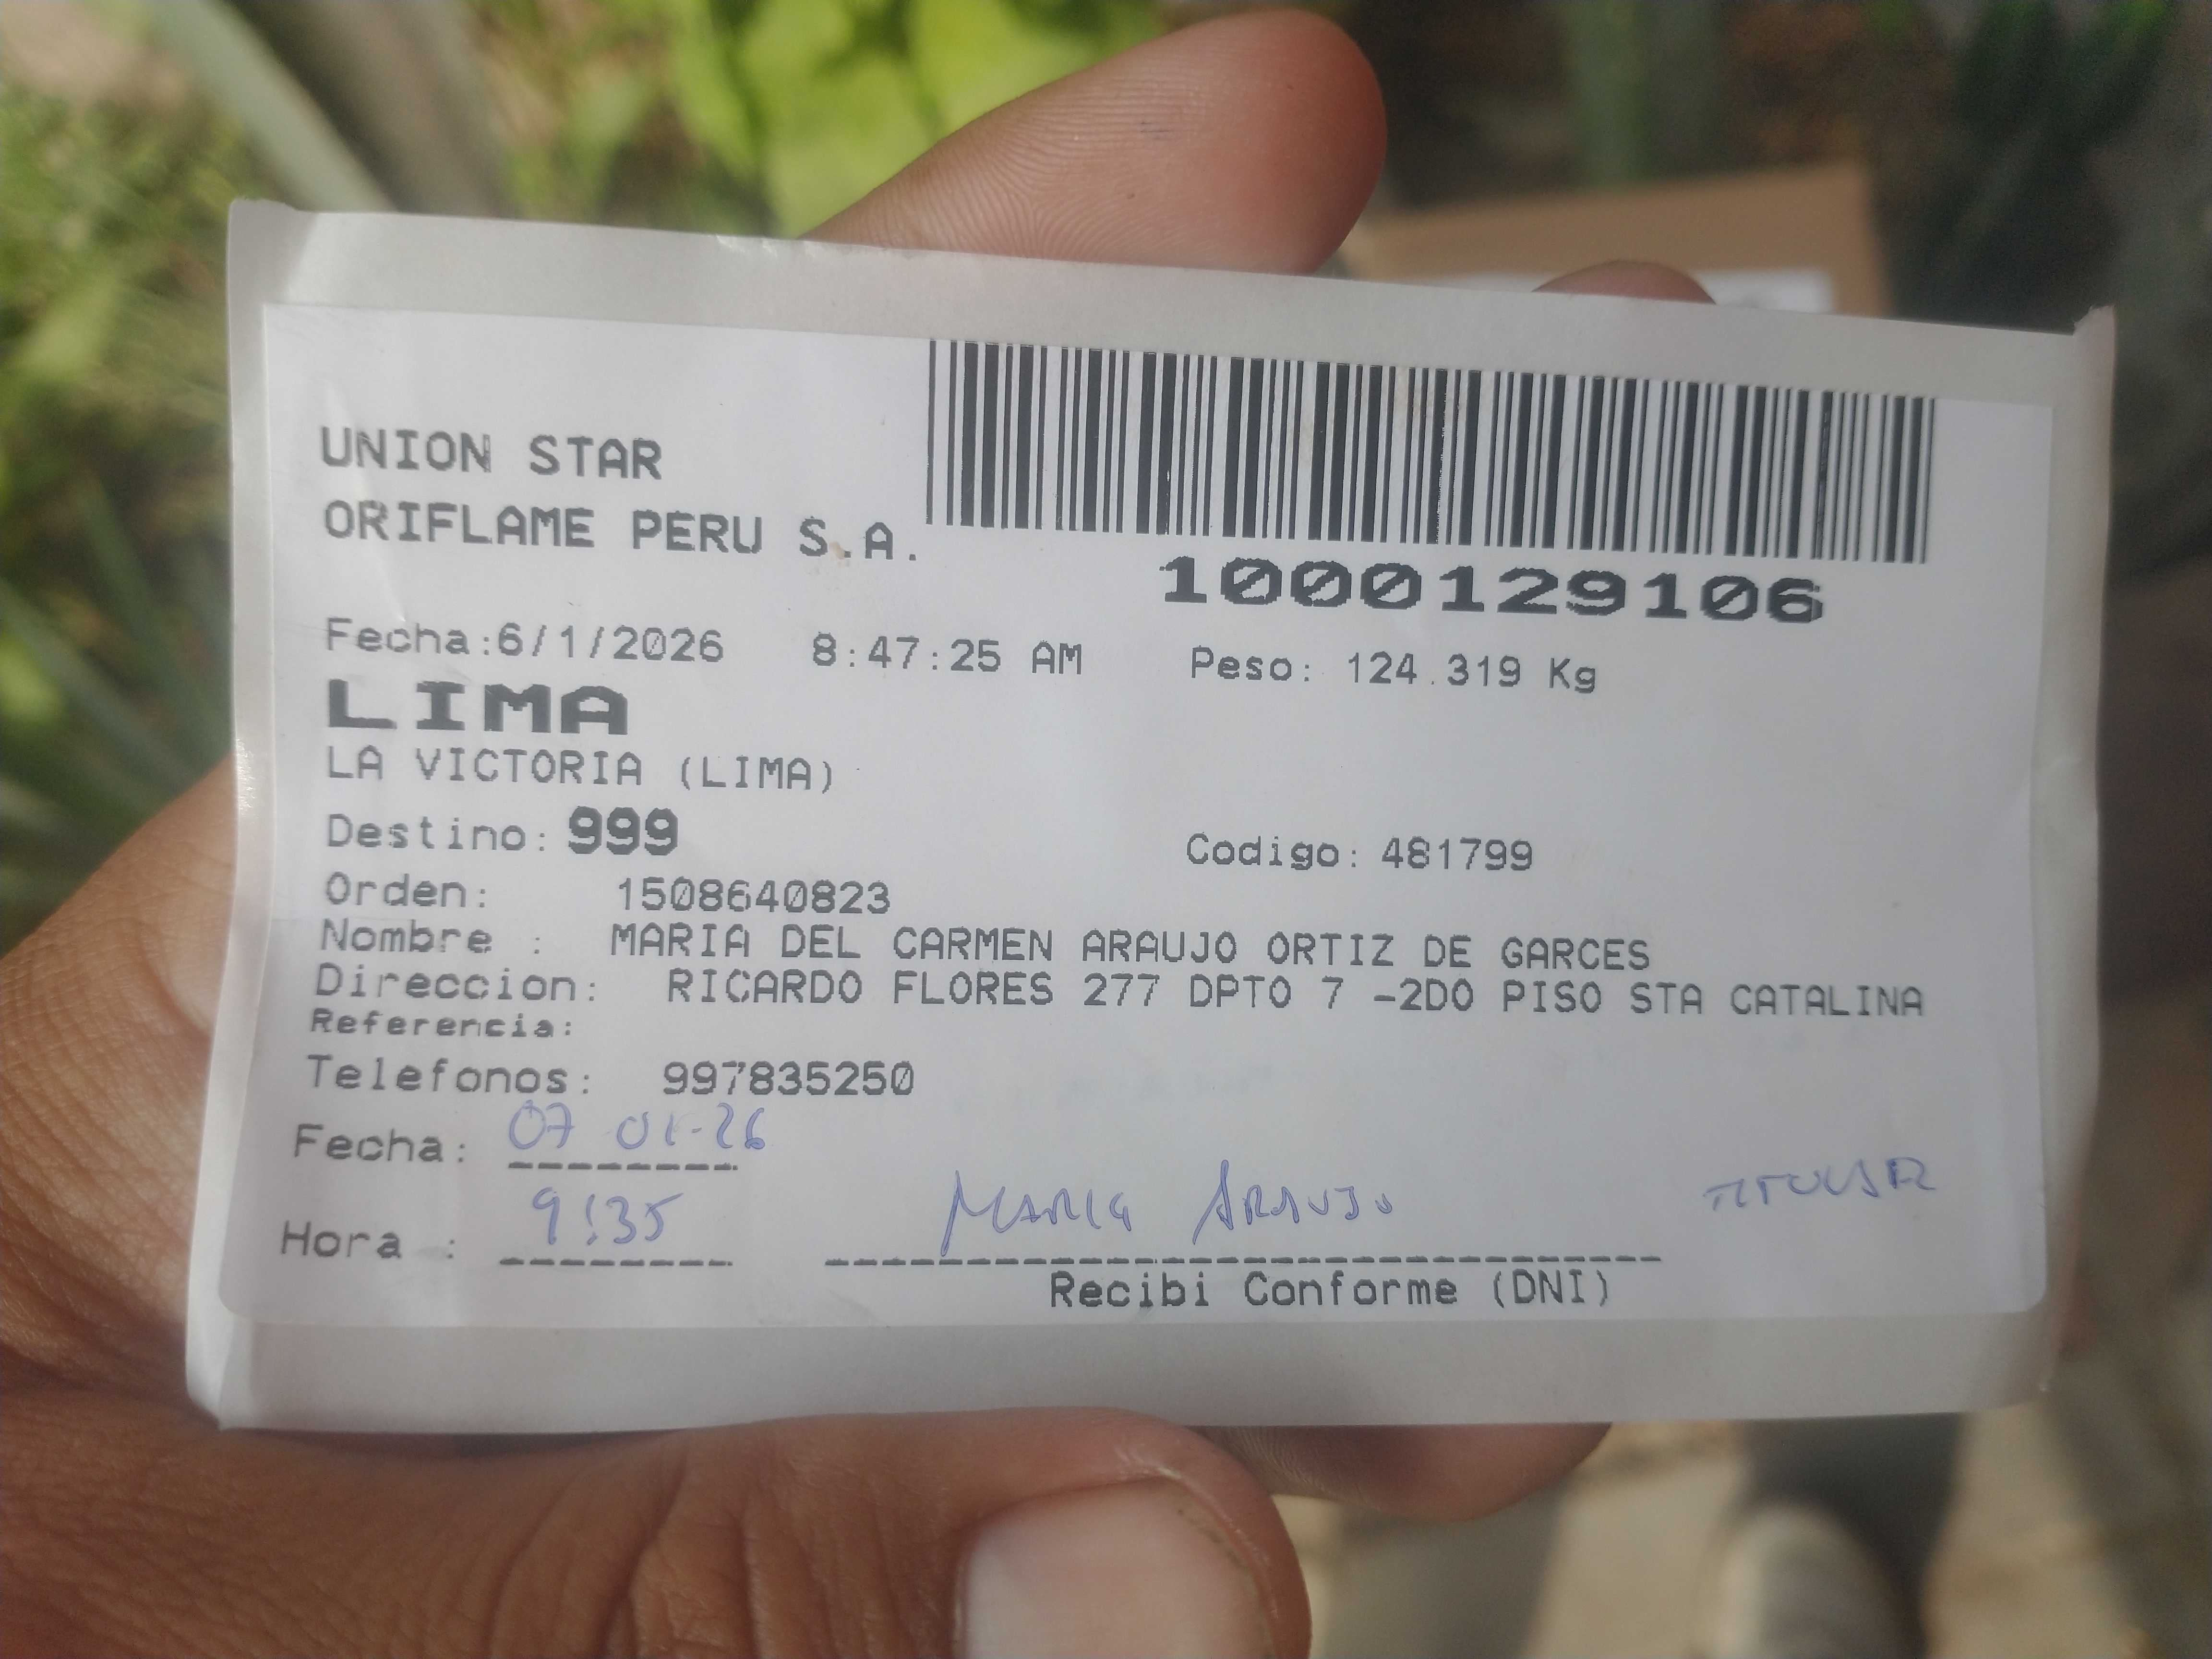 UNION STAR
ORIFLAME PERU S.A.
1000129106
Fecha:6/1/2026 8:47:25 AM Peso: 124.319 Kg
LIMA
LA VICTORIA (LIMA)
Destino: 999 Codigo: 481799
Orden: 1508640823
Nombre : MARIA DEL CARMEN ARAUJO ORTIZ DE GARCES
Direccion: RICARDO FLORES 277 DPTO 7 -2DO PISO STA CATALINA
Referencia:
Telefonos: 997835250
Fecha: 07 01-26
Hora : 9:35 MARIA ARAUJO TITULAR
Recibi Conforme (DNI)